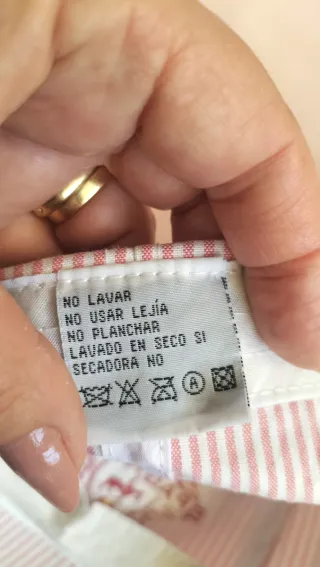 NO LAVAR
NO USAR LEJÍA
NO PLANCHAR
LAVADO EN SECO SI
SECADORA NO
A